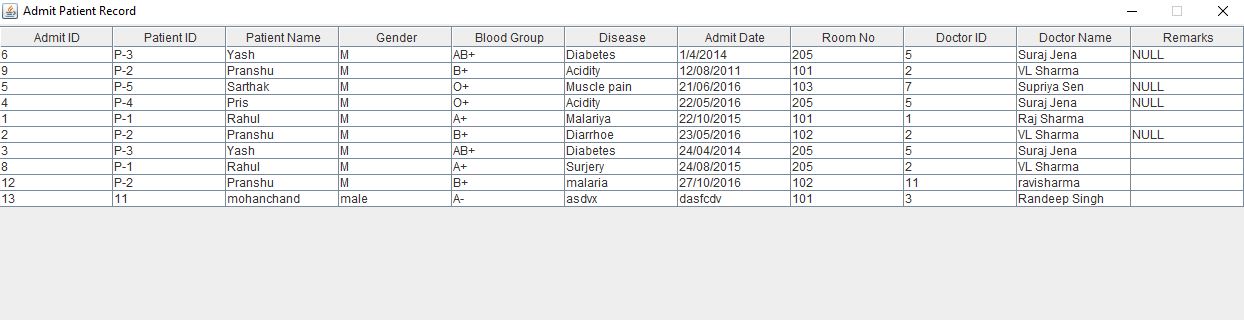 Admit Patient Record
Admit ID Patient ID Patient Name Gender Blood Group Disease Admit Date Room No Doctor ID Doctor Name Remarks
6 P-3 Yash M AB+ Diabetes 1/4/2014 205 5 Suraj Jena NULL
9 P-2 Pranshu M B+ Acidity 12/08/2011 101 2 VL Sharma
5 P-5 Sarthak M O+ Muscle pain 21/06/2016 103 7 Supriya Sen NULL
4 P-4 Pris M O+ Acidity 22/05/2016 205 5 Suraj Jena NULL
1 P-1 Rahul M A+ Malariya 22/10/2015 101 1 Raj Sharma
2 P-2 Pranshu M B+ Diarrhoe 23/05/2016 102 2 VL Sharma NULL
3 P-3 Yash M AB+ Diabetes 24/04/2014 205 5 Suraj Jena
8 P-1 Rahul M A+ Surjery 24/08/2015 205 2 VL Sharma
12 P-2 Pranshu M B+ malaria 27/10/2016 102 11 ravisharma
13 11 mohanchand male A- asdvx dasfcdv 101 3 Randeep Singh